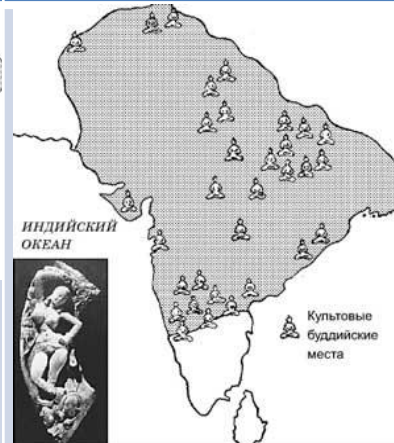 ИНДИЙСКИЙ
ОКЕАН
Культовые
буддийские
места